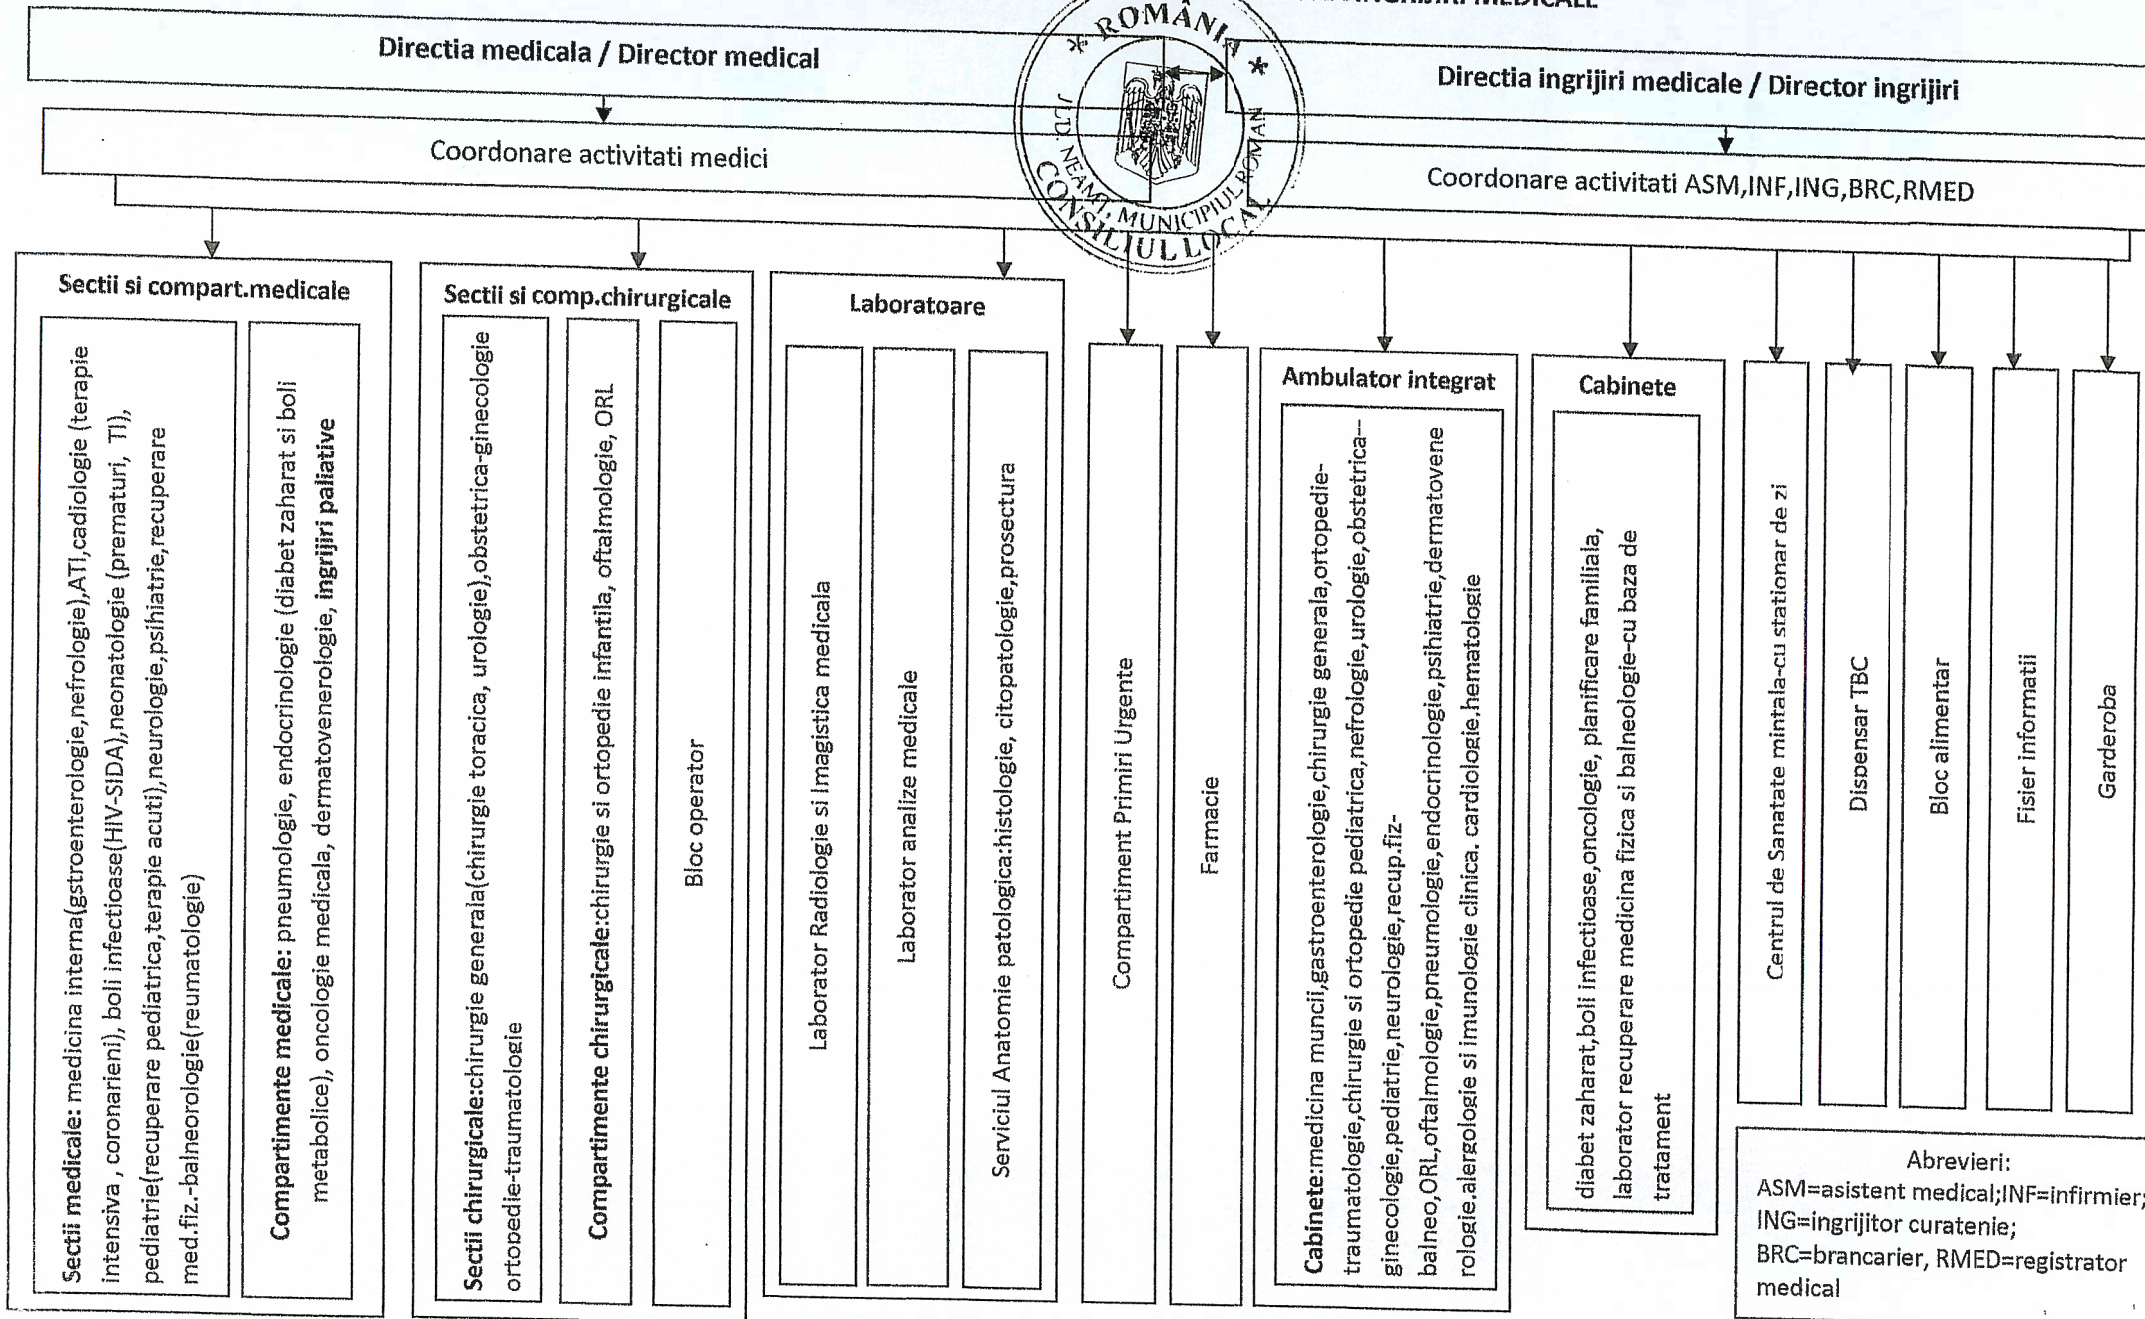 INGRIJIRI MEDICALE
Directia medicala / Director medical
Directia ingrijiri medicale / Director ingrijiri
Coordonare activitati medici
Coordonare activitati ASM,INF,ING,BRC,RMED
* ROMÂNIA *
JUD. NEAMŢ, MUNICIPIUL ROMAN
CONSILIUL LOCAL
Sectii si compart.medicale
Sectii medicale: medicina interna(gstroenterologie,nefrologie),ATI,cadiologie (terapie
intensiva , coronarieni), boli infectioase(HIV-SIDA),neonatologie (prematuri, TI),
pediatrie(recuperare pediatrica,terapie acuti),neurologie,psihiatrie,recuperare
med.fiz.-balneorologie(reumatologie)
Compartimente medicale: pneumologie, endocrinologie (diabet zaharat si boli
metabolice), oncologie medicala, dermatovenerologie, ingrijiri paliative
Sectii si comp.chirurgicale
Sectii chirurgicale:chirurgie generala(chirurgie toracica, urologie),obstetrica-ginecologie
ortopedie-traumatologie
Compartimente chirurgicale:chirurgie si ortopedie infantila, oftalmologie, ORL
Bloc operator
Laboratoare
Laborator Radiologie si Imagistica medicala
Laborator analize medicale
Serviciul Anatomie patologica:histologie, citopatologie,prosectura
Compartiment Primiri Urgente
Farmacie
Ambulator integrat
Cabinete:medicina muncii,gastroenterologie,chirurgie generala,ortopedie-
traumatologie,chirurgie si ortopedie pediatrica,nefrologie,urologie,obstetrica--
ginecologie,pediatrie,neurologie,recup.fiz-
balneo,ORL,oftalmologie,pneumologie,endocrinologie,psihiatrie,dermatovene
rologie.alergologie si imunologie clinica. cardiologie,hematologie
Cabinete
diabet zaharat,boli infectioase,oncologie, planificare familiala,
laborator recuperare medicina fizica si balneologie-cu baza de
tratament
Centrul de Sanatate mintala-cu stationar de zi
Dispensar TBC
Bloc alimentar
Fisier informatii
Garderoba
Abrevieri:
ASM=asistent medical;INF=infirmier;
ING=ingrijitor curatenie;
BRC=brancarier, RMED=registrator
medical